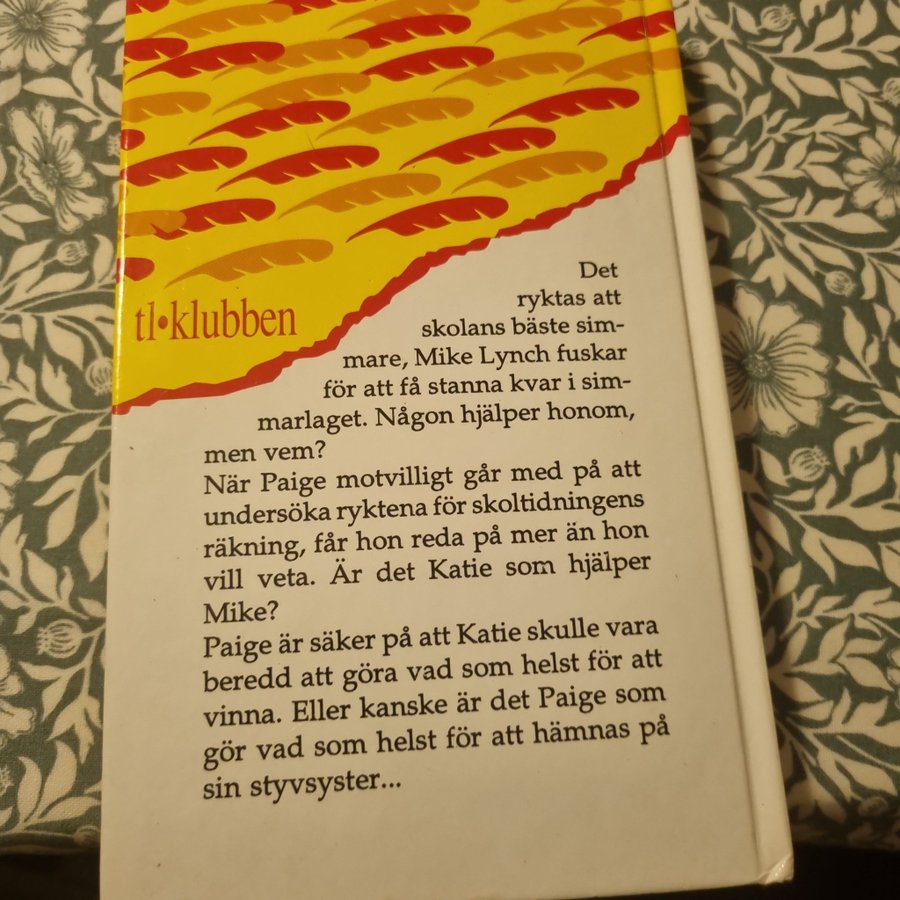 tl•klubben
Det
ryktas att
skolans bäste sim-
mare, Mike Lynch fuskar
för att få stanna kvar i sim-
marlaget. Någon hjälper honom,
men vem?
När Paige motvilligt går med på att
undersöka ryktena för skoltidningens
räkning, får hon reda på mer än hon
vill veta. Är det Katie som hjälper
Mike?
Paige är säker på att Katie skulle vara
beredd att göra vad som helst för att
vinna. Eller kanske är det Paige som
gör vad som helst för att hämnas på
sin styvsyster...